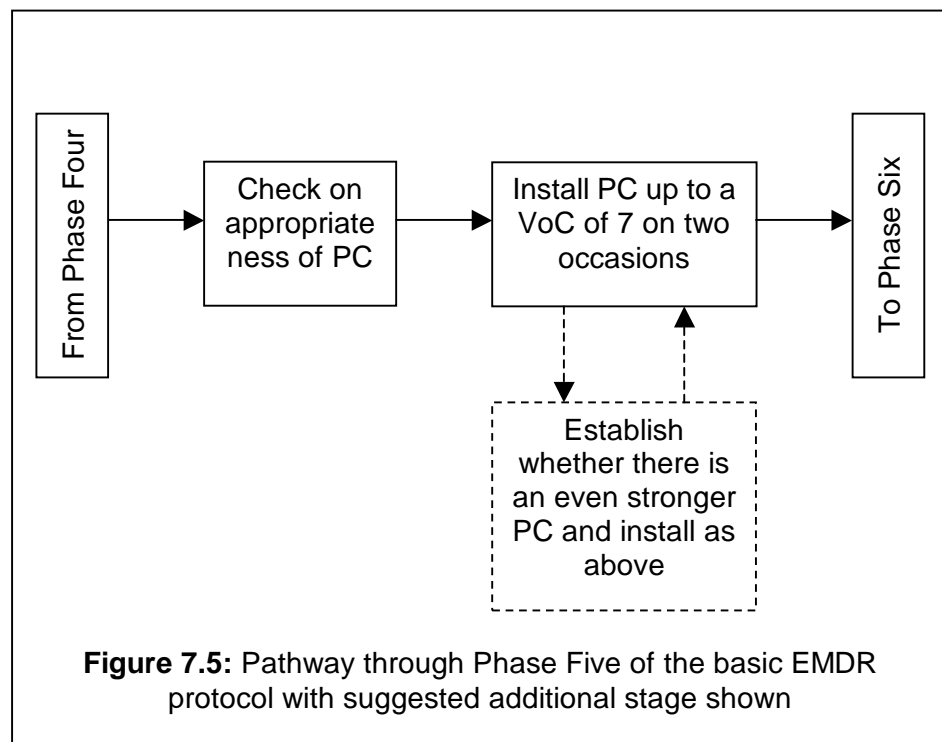 From Phase Four
Check on
appropriate
ness of PC
Install PC up to a
VoC of 7 on two
occasions
To Phase Six
Establish
whether there is
an even stronger
PC and install as
above
Figure 7.5: Pathway through Phase Five of the basic EMDR
protocol with suggested additional stage shown